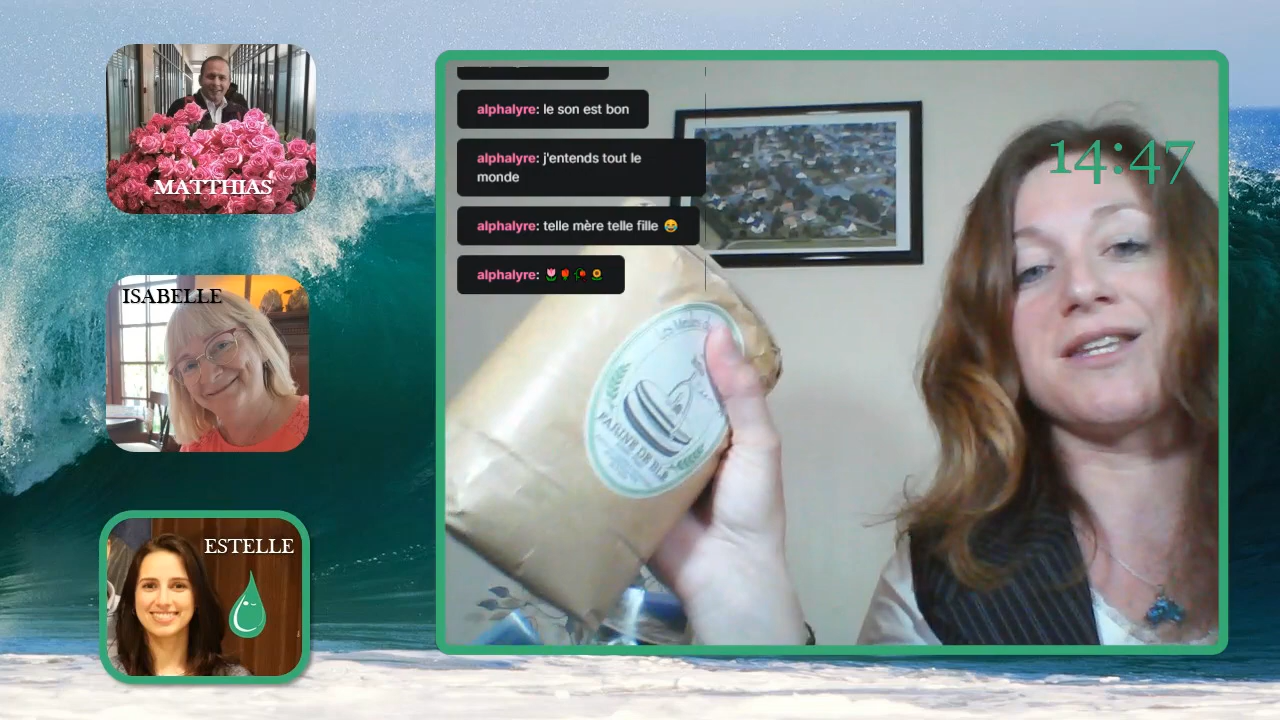 MATTHIAS
ISABELLE
ESTELLE
alphalyre: le son est bon
alphalyre: j'entends tout le
monde
alphalyre: telle mère telle fille 😂
alphalyre: 🌷🌹🥀🌻
14:47
FARINE DE BLÉ